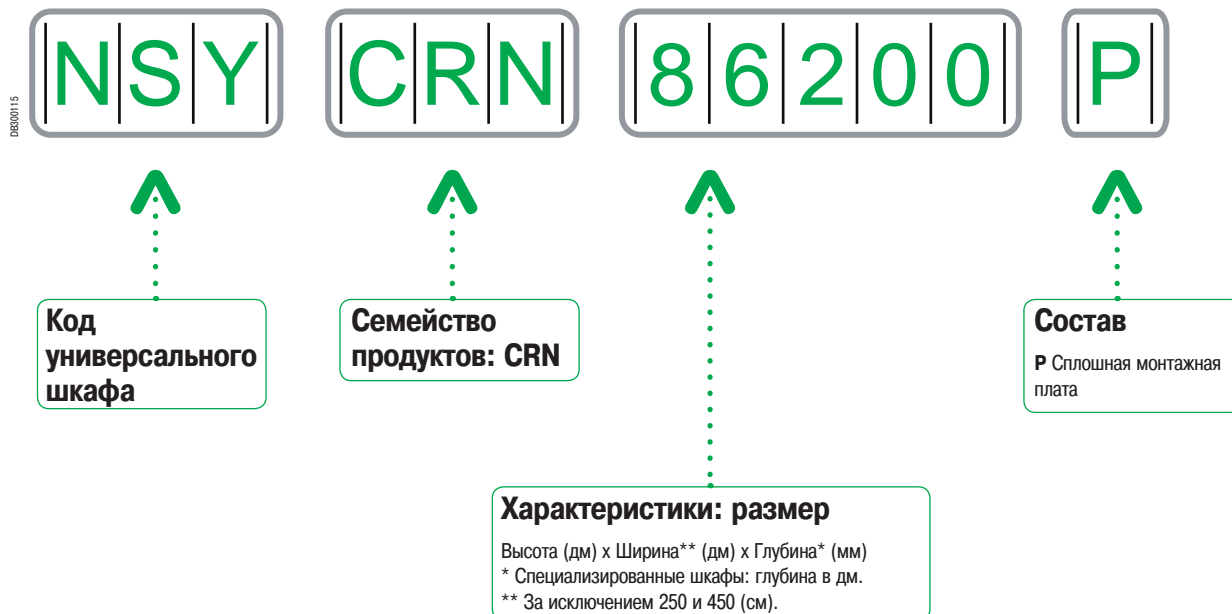 NSY CRN 86200 P
DB300115
Код
универсального
шкафа
Семейство
продуктов: CRN
Состав
P Сплошная монтажная
плата
Характеристики: размер
Высота (дм) x Ширина** (дм) x Глубина* (мм)
* Специализированные шкафы: глубина в дм.
** За исключением 250 и 450 (см).